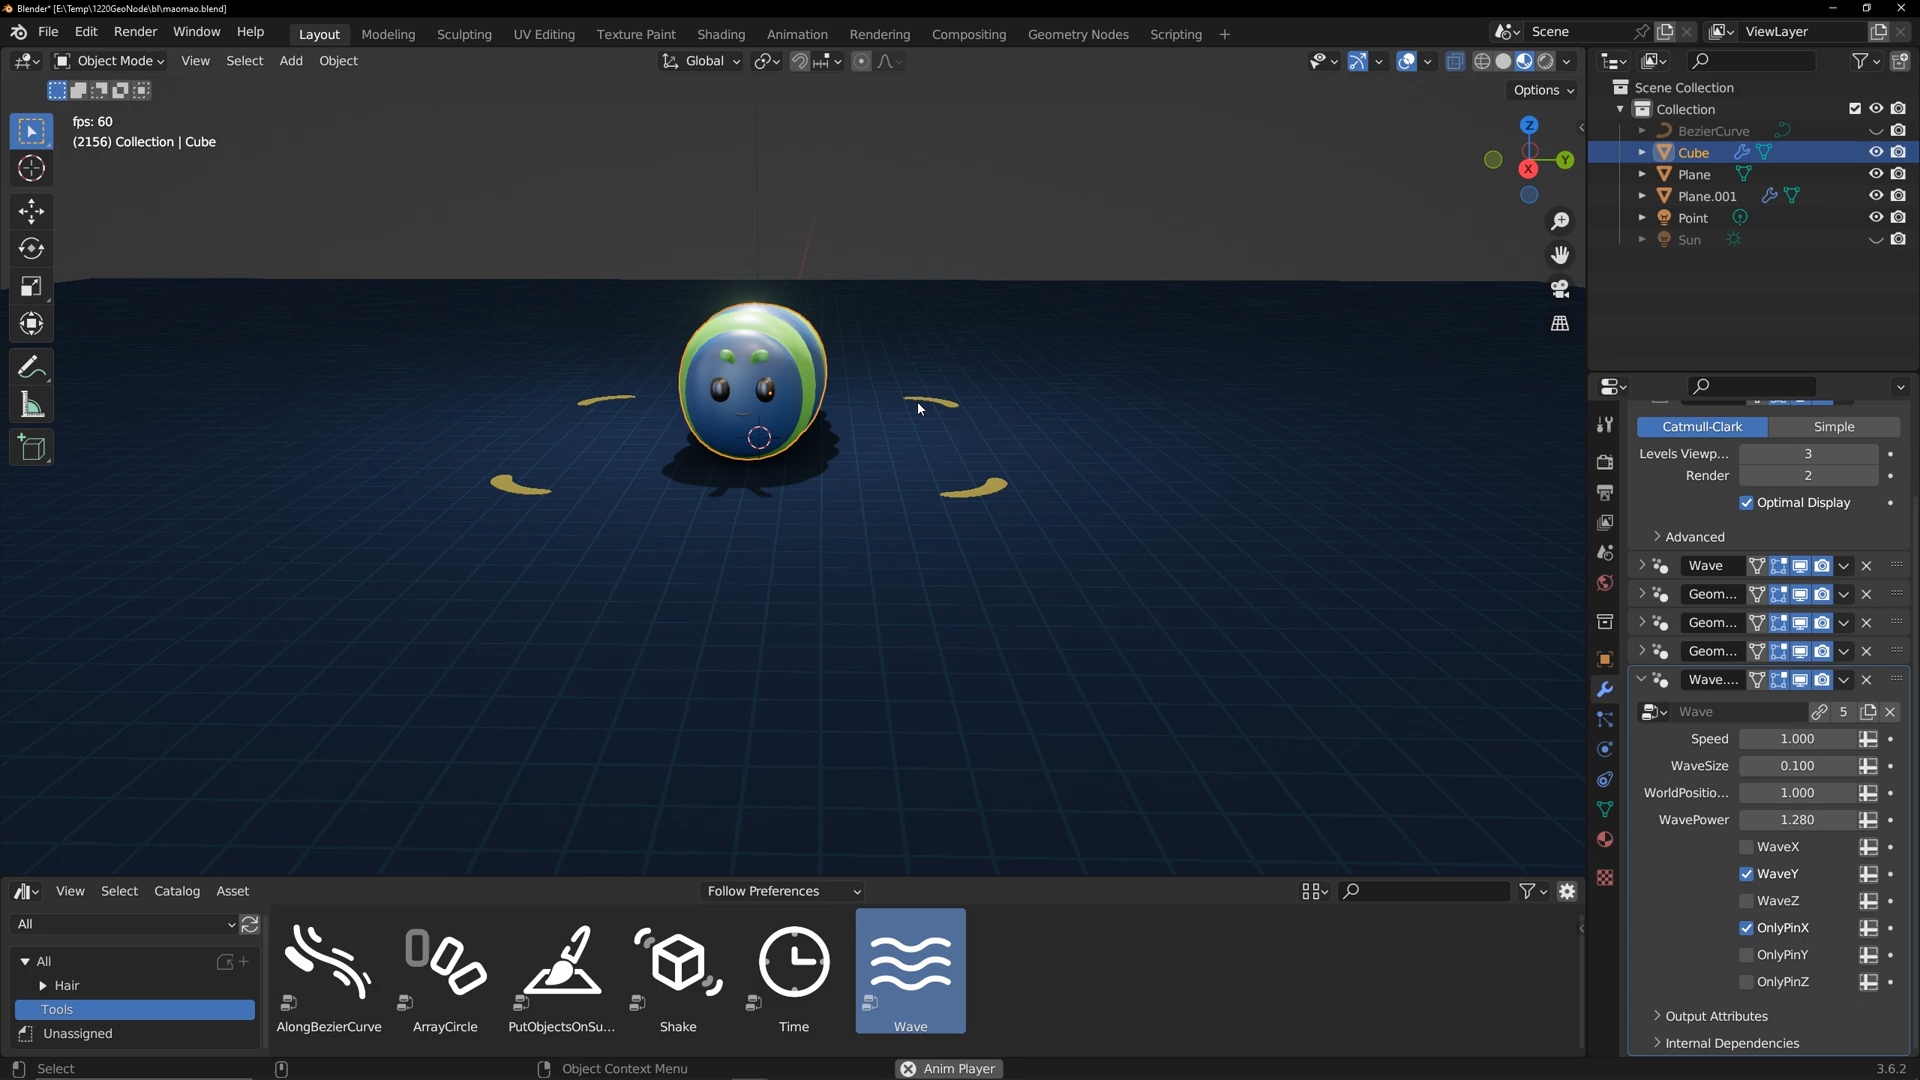 Blender* [E:\Temp\1220GeoNode\bl\maomao.blend]
File Edit Render Window Help Layout Modeling Sculpting UV Editing Texture Paint Shading Animation Rendering Compositing Geometry Nodes Scripting + Scene ViewLayer
Object Mode View Select Add Object Global
Options
fps: 60
(2156) Collection | Cube
Z
Y
X
Scene Collection
Collection
BezierCurve
Cube
Plane
Plane.001
Point
Sun
Catmull-Clark Simple
Levels Viewp... 3
Render 2
Optimal Display
Advanced
Wave
Geom...
Geom...
Geom...
Wave....
Wave 5
Speed 1.000
WaveSize 0.100
WorldPositio... 1.000
WavePower 1.280
WaveX
WaveY
WaveZ
OnlyPinX
OnlyPinY
OnlyPinZ
Output Attributes
Internal Dependencies
View Select Catalog Asset Follow Preferences
All
All
Hair
Tools
Unassigned
AlongBezierCurve ArrayCircle PutObjectsOnSu... Shake Time Wave
Select Object Context Menu Anim Player 3.6.2